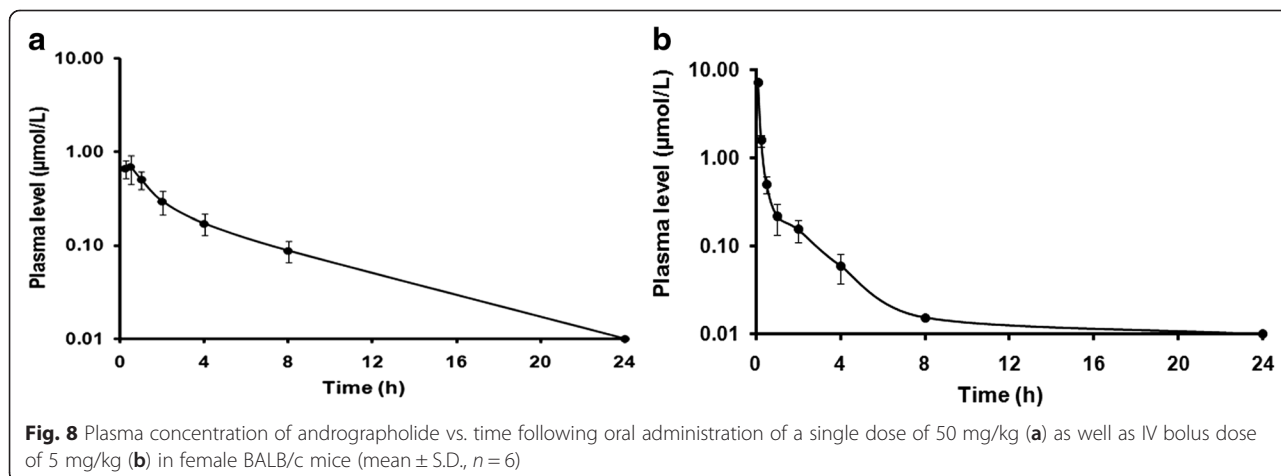 a
10.00
1.00
0.10
0.01
Plasma level (µmol/L)
0 4 8 12 16 20 24
Time (h)
b
10.00
1.00
0.10
0.01
Plasma level (µmol/L)
0 4 8 12 16 20 24
Time (h)
Fig. 8 Plasma concentration of andrographolide vs. time following oral administration of a single dose of 50 mg/kg (a) as well as IV bolus dose
of 5 mg/kg (b) in female BALB/c mice (mean ± S.D., n = 6)